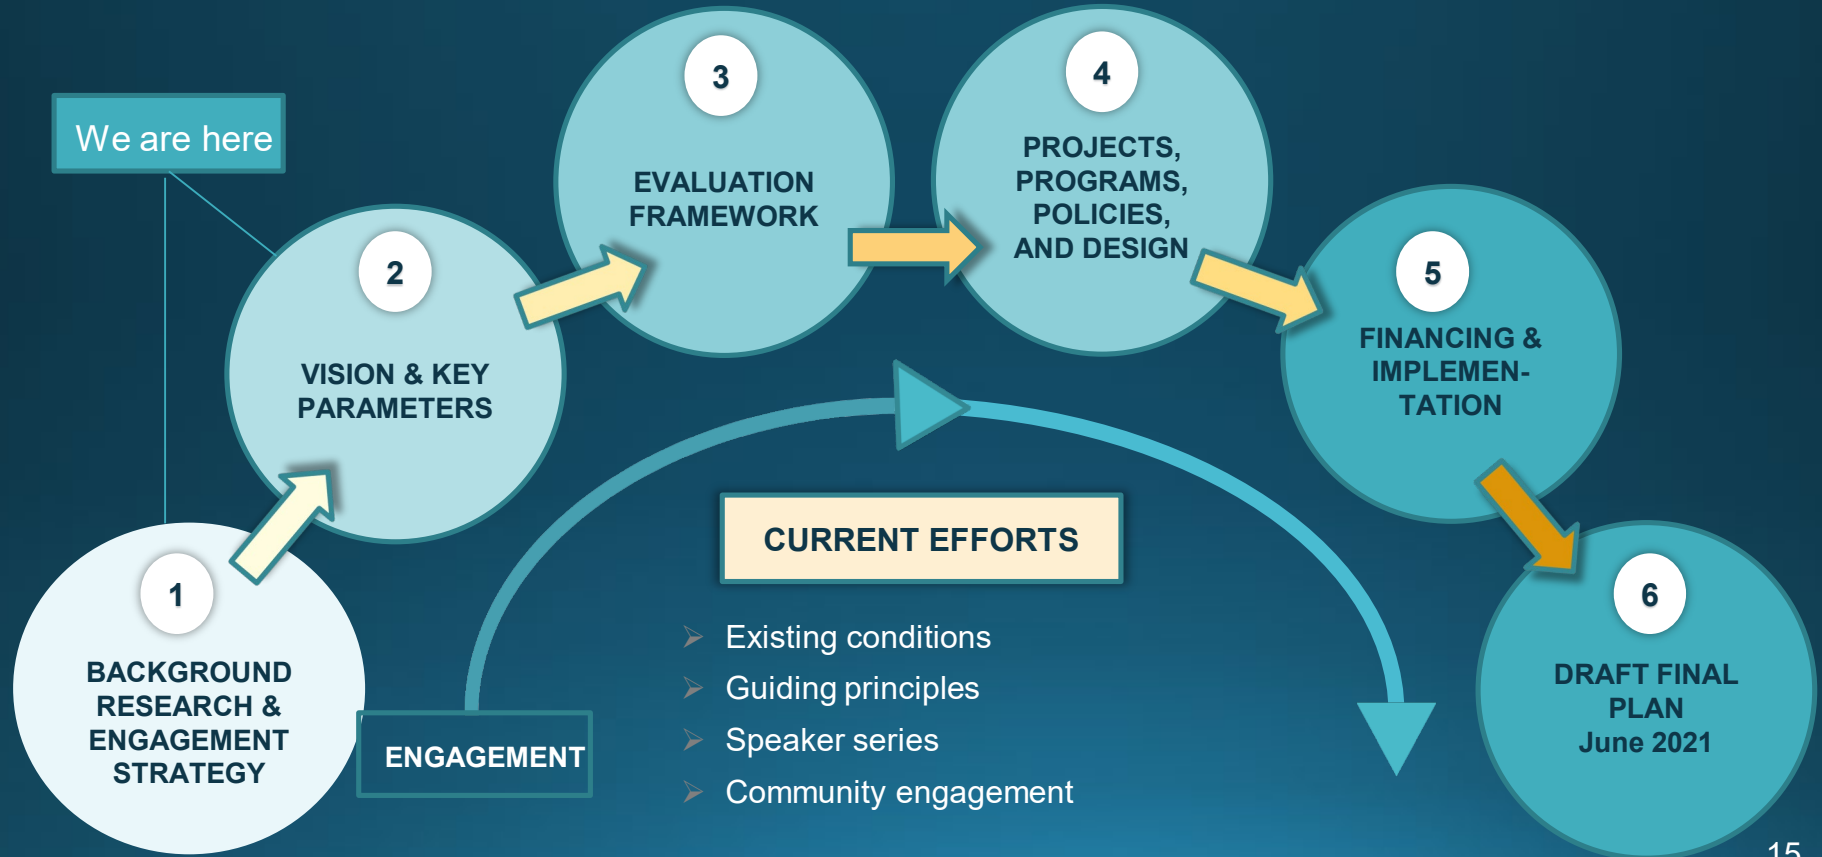 We are here
1
BACKGROUND
RESEARCH &
ENGAGEMENT
STRATEGY
2
VISION & KEY
PARAMETERS
3
EVALUATION
FRAMEWORK
4
PROJECTS,
PROGRAMS,
POLICIES,
AND DESIGN
5
FINANCING &
IMPLEMEN-
TATION
6
DRAFT FINAL
PLAN
June 2021
ENGAGEMENT
CURRENT EFFORTS
Existing conditions
Guiding principles
Speaker series
Community engagement
15